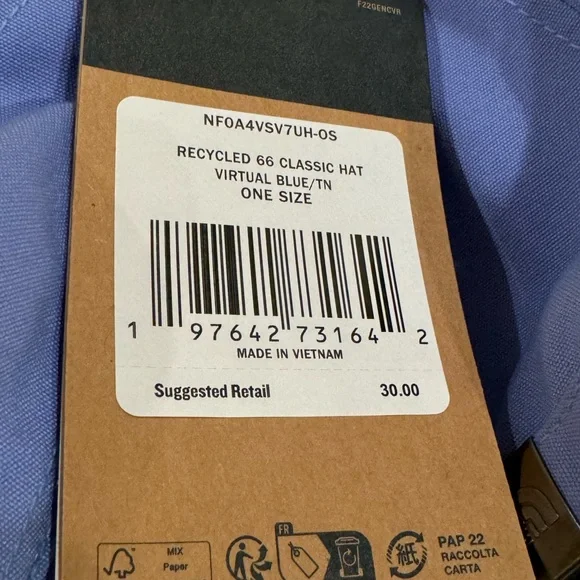 F22GENCVR
NF0A4VSV7UH-OS
RECYCLED 66 CLASSIC HAT
VIRTUAL BLUE/TN
ONE SIZE
1 97642 73164 2
MADE IN VIETNAM
Suggested Retail 30.00
FR
MIX
Paper
紙
PAP 22
RACCOLTA
CARTA